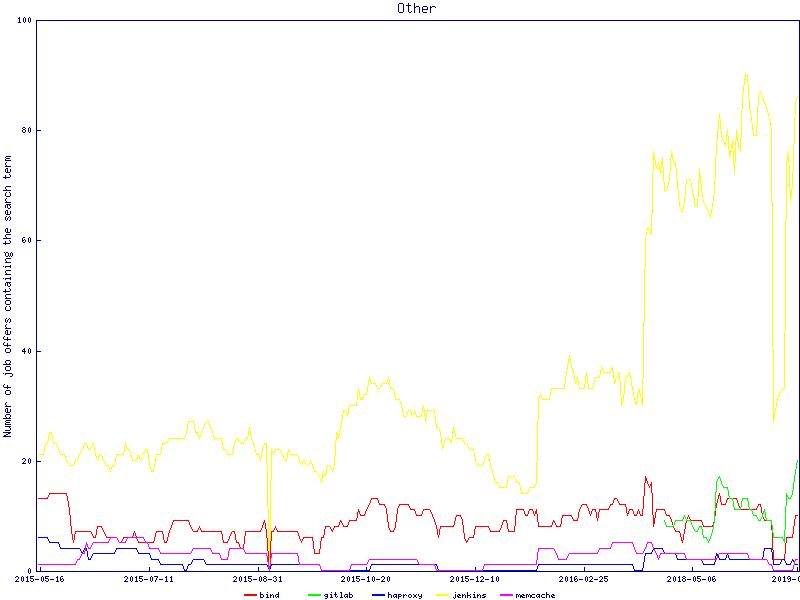 Other
Number of job offers containing the search term
100
80
60
40
20
0
2015-05-16 2015-07-11 2015-08-31 2015-10-20 2015-12-10 2016-02-25 2018-05-06 2019-0
bind gitlab haproxy jenkins memcache